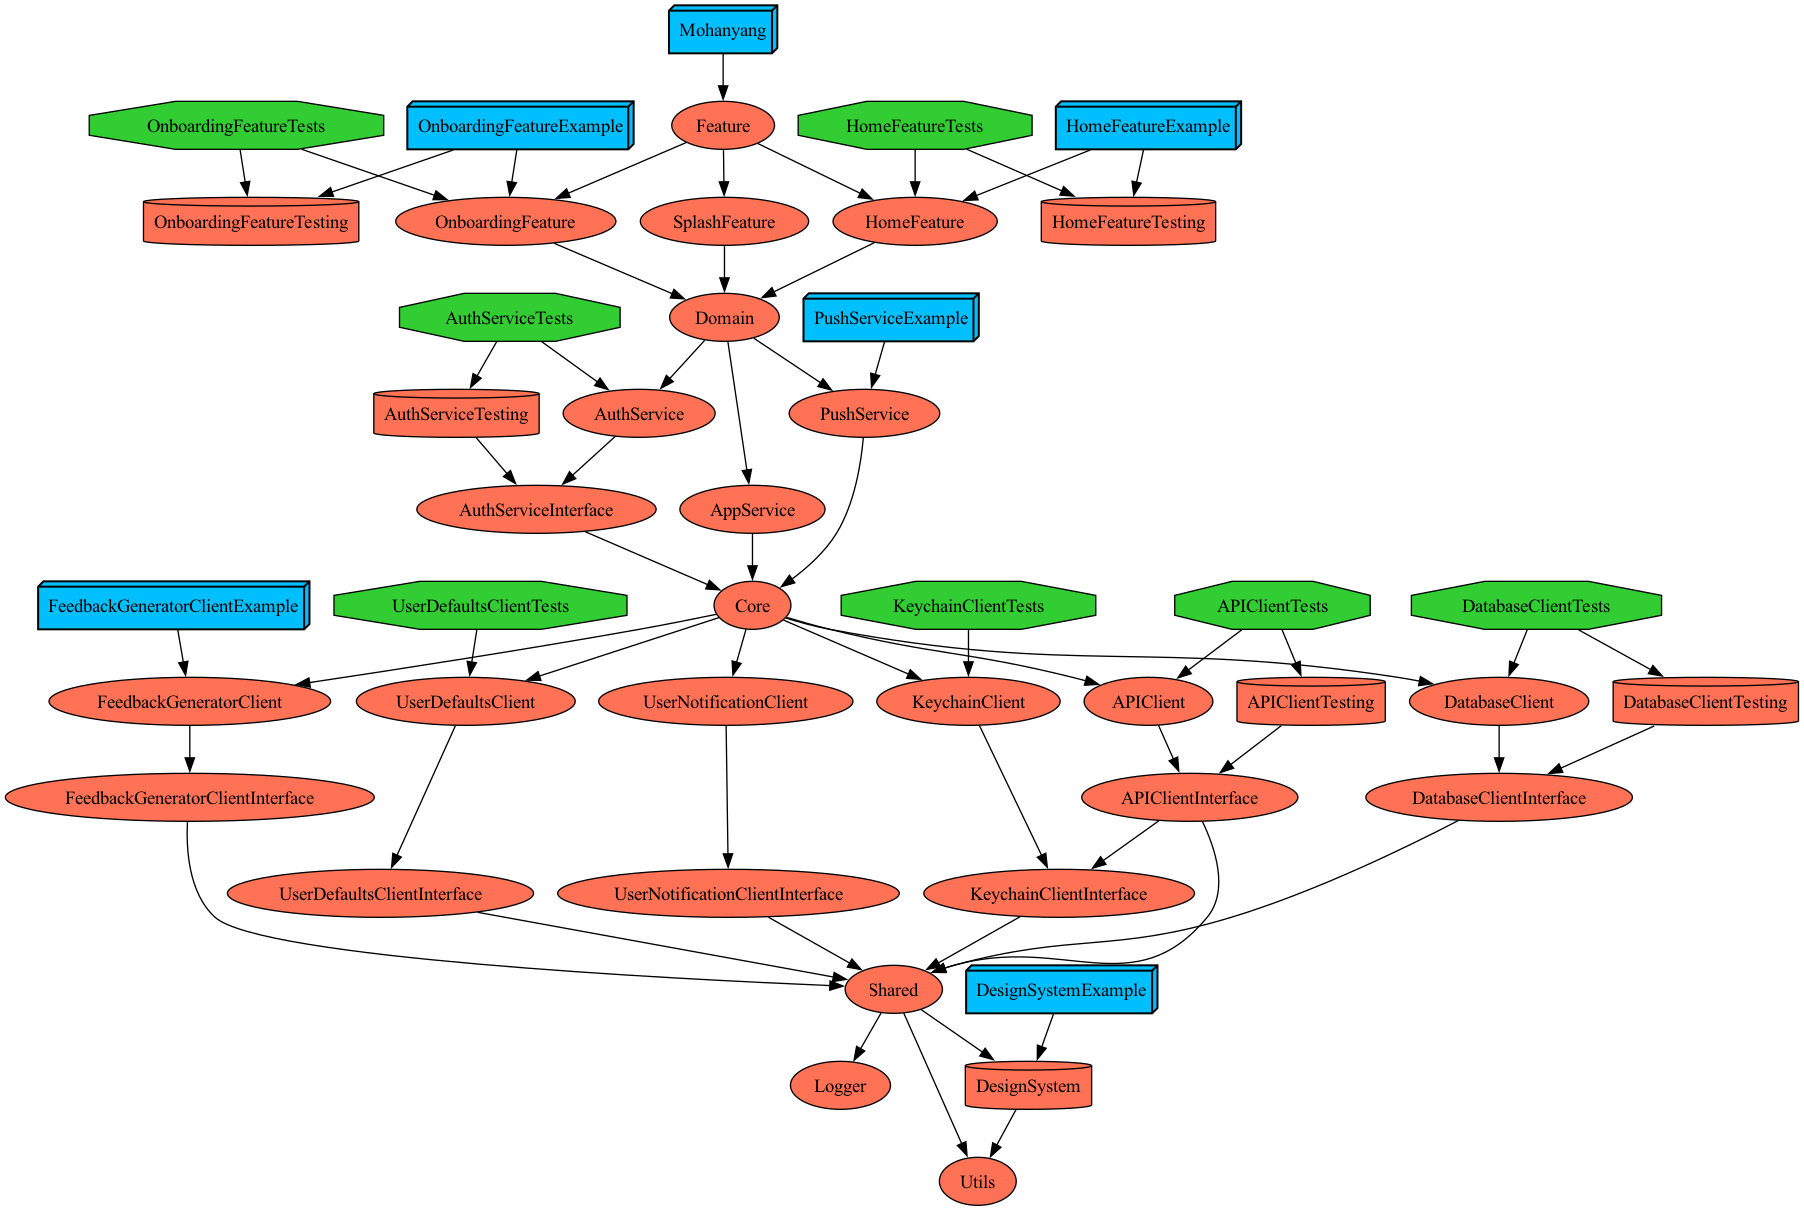 Mohanyang
OnboardingFeatureTests
OnboardingFeatureExample
Feature
HomeFeatureTests
HomeFeatureExample
OnboardingFeatureTesting
OnboardingFeature
SplashFeature
HomeFeature
HomeFeatureTesting
AuthServiceTests
Domain
PushServiceExample
AuthServiceTesting
AuthService
PushService
AuthServiceInterface
AppService
FeedbackGeneratorClientExample
UserDefaultsClientTests
Core
KeychainClientTests
APIClientTests
DatabaseClientTests
FeedbackGeneratorClient
UserDefaultsClient
UserNotificationClient
KeychainClient
APIClient
APIClientTesting
DatabaseClient
DatabaseClientTesting
FeedbackGeneratorClientInterface
APIClientInterface
DatabaseClientInterface
UserDefaultsClientInterface
UserNotificationClientInterface
KeychainClientInterface
Shared
DesignSystemExample
Logger
DesignSystem
Utils